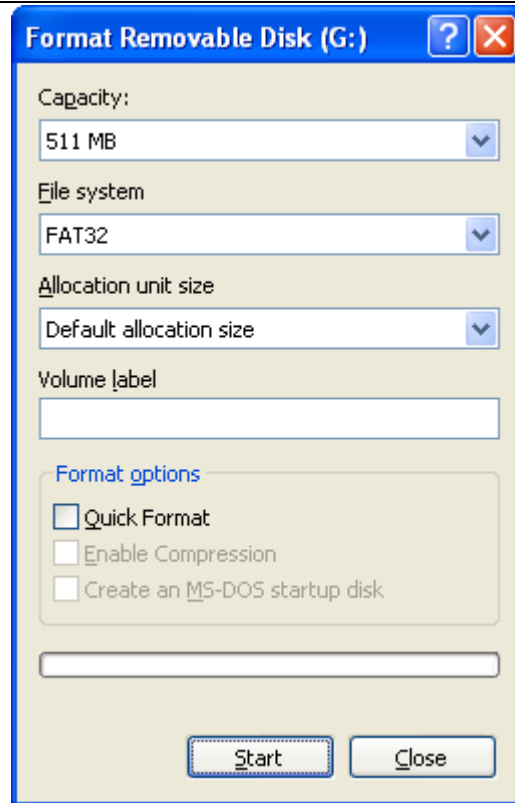 Format Removable Disk (G:)
Capacity:
511 MB
File system
FAT32
Allocation unit size
Default allocation size
Volume label
Format options
Quick Format
Enable Compression
Create an MS-DOS startup disk
Start
Close